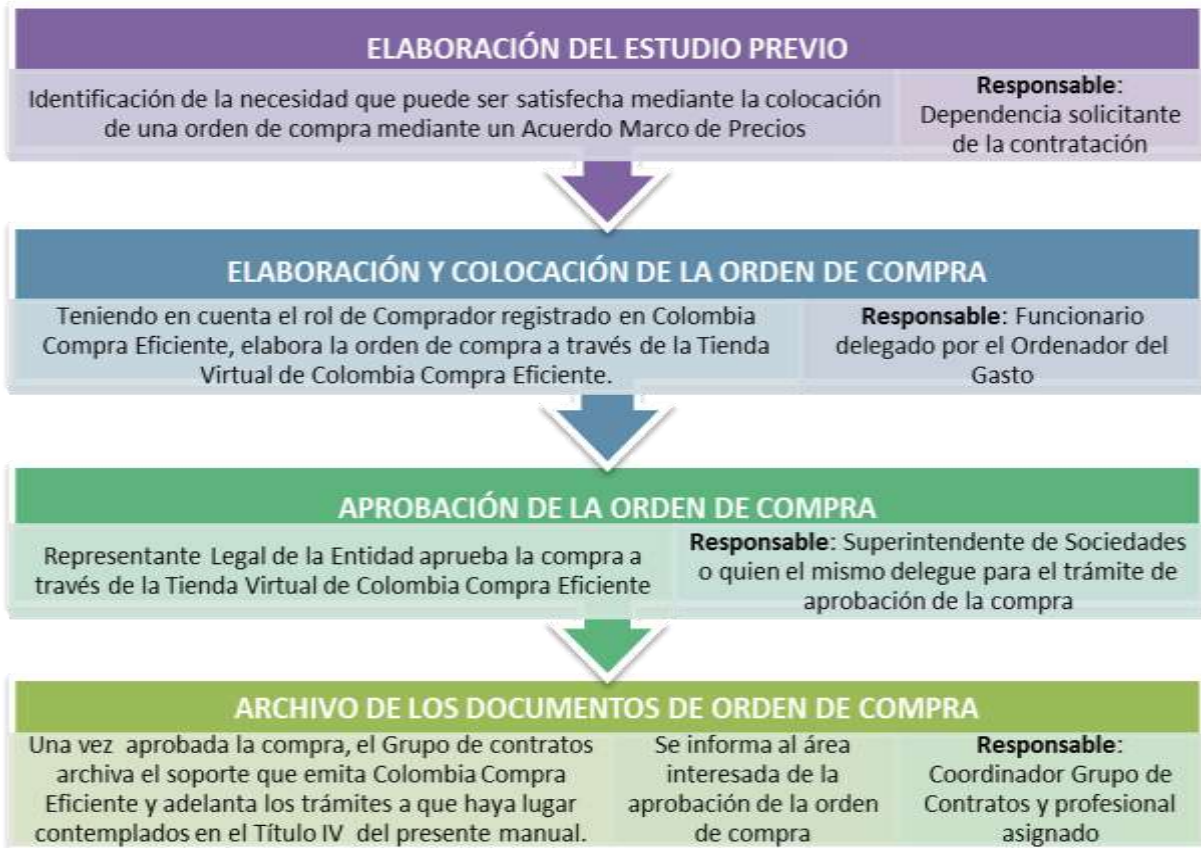 ELABORACIÓN DEL ESTUDIO PREVIO
Identificación de la necesidad que puede ser satisfecha mediante la colocación
de una orden de compra mediante un Acuerdo Marco de Precios
Responsable:
Dependencia solicitante
de la contratación
ELABORACIÓN Y COLOCACIÓN DE LA ORDEN DE COMPRA
Teniendo en cuenta el rol de Comprador registrado en Colombia
Compra Eficiente, elabora la orden de compra a través de la Tienda
Virtual de Colombia Compra Eficiente.
Responsable: Funcionario
delegado por el Ordenador del
Gasto
APROBACIÓN DE LA ORDEN DE COMPRA
Representante Legal de la Entidad aprueba la compra a
través de la Tienda Virtual de Colombia Compra Eficiente
Responsable: Superintendente de Sociedades
o quien el mismo delegue para el trámite de
aprobación de la compra
ARCHIVO DE LOS DOCUMENTOS DE ORDEN DE COMPRA
Una vez aprobada la compra, el Grupo de contratos
archiva el soporte que emita Colombia Compra
Eficiente y adelanta los trámites a que haya lugar
contemplados en el Título IV del presente manual.
Se informa al área
interesada de la
aprobación de la orden
de compra
Responsable:
Coordinador Grupo de
Contratos y profesional
asignado